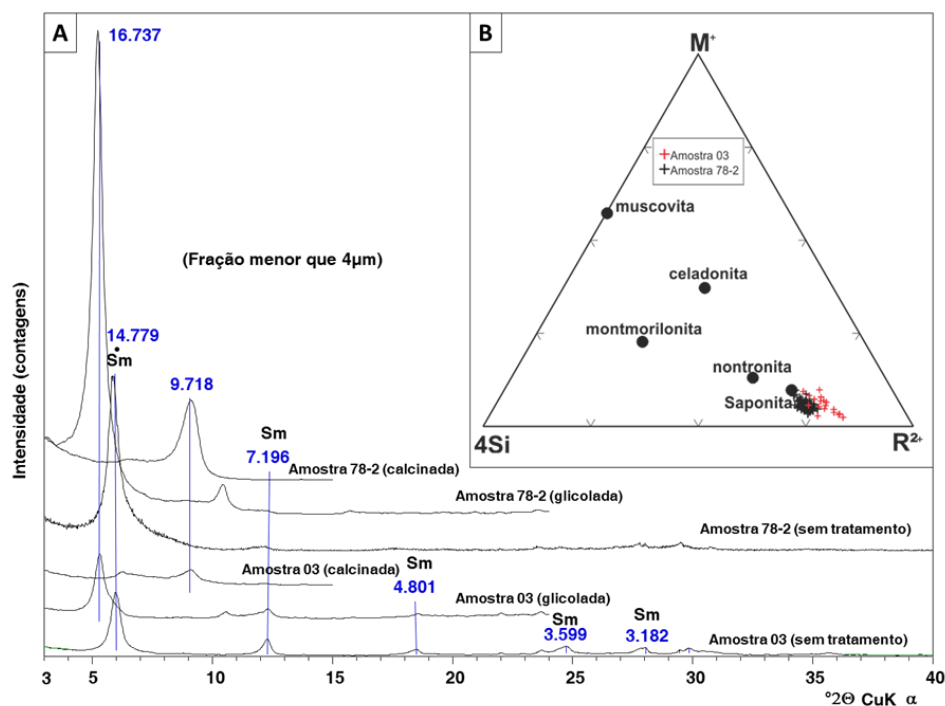 A
16.737
(Fração menor que 4µm)
14.779
Sm
9.718
Sm
7.196
Amostra 78-2 (calcinada)
Amostra 78-2 (glicolada)
Amostra 78-2 (sem tratamento)
Amostra 03 (calcinada)
Sm
4.801
Amostra 03 (glicolada)
Sm
3.599
Sm
3.182
Amostra 03 (sem tratamento)
Intensidade (contagens)
3 5 10 15 20 25 30 35 40
°2Θ CuK α
B
M+
Amostra 03
Amostra 78-2
muscovita
celadonita
montmorilonita
nontronita
Saponita
4Si
R2+